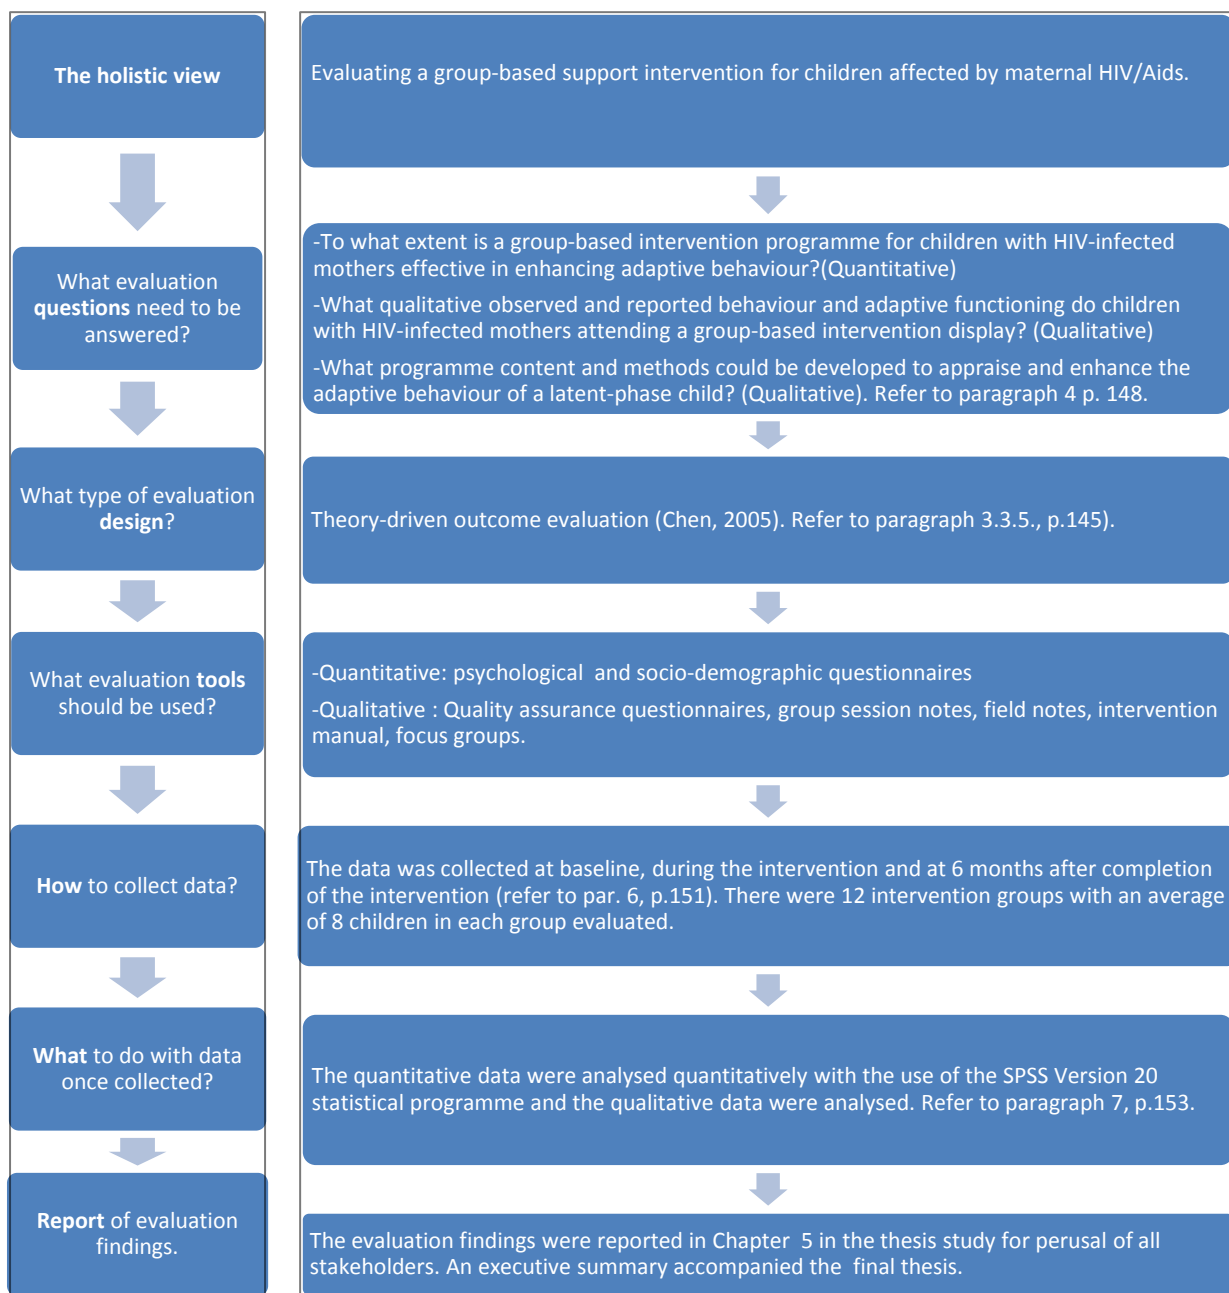 The holistic view
Evaluating a group-based support intervention for children affected by maternal HIV/Aids.
What evaluation
questions need to be
answered?
-To what extent is a group-based intervention programme for children with HIV-infected
mothers effective in enhancing adaptive behaviour?(Quantitative)
-What qualitative observed and reported behaviour and adaptive functioning do children
with HIV-infected mothers attending a group-based intervention display? (Qualitative)
-What programme content and methods could be developed to appraise and enhance the
adaptive behaviour of a latent-phase child? (Qualitative). Refer to paragraph 4 p. 148.
What type of evaluation
design?
Theory-driven outcome evaluation (Chen, 2005). Refer to paragraph 3.3.5., p.145).
What evaluation tools
should be used?
-Quantitative: psychological and socio-demographic questionnaires
-Qualitative : Quality assurance questionnaires, group session notes, field notes, intervention
manual, focus groups.
How to collect data?
The data was collected at baseline, during the intervention and at 6 months after completion
of the intervention (refer to par. 6, p.151). There were 12 intervention groups with an average
of 8 children in each group evaluated.
What to do with data
once collected?
The quantitative data were analysed quantitatively with the use of the SPSS Version 20
statistical programme and the qualitative data were analysed. Refer to paragraph 7, p.153.
Report of evaluation
findings.
The evaluation findings were reported in Chapter 5 in the thesis study for perusal of all
stakeholders. An executive summary accompanied the final thesis.